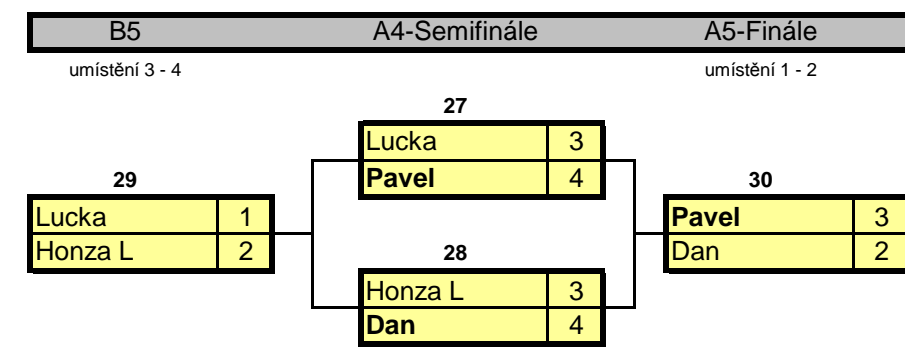 B5 A4-Semifinále A5-Finále
umístění 3 - 4 umístění 1 - 2
27
Lucka 3
Pavel 4
29
Lucka 1
Honza L 2
30
Pavel 3
Dan 2
28
Honza L 3
Dan 4